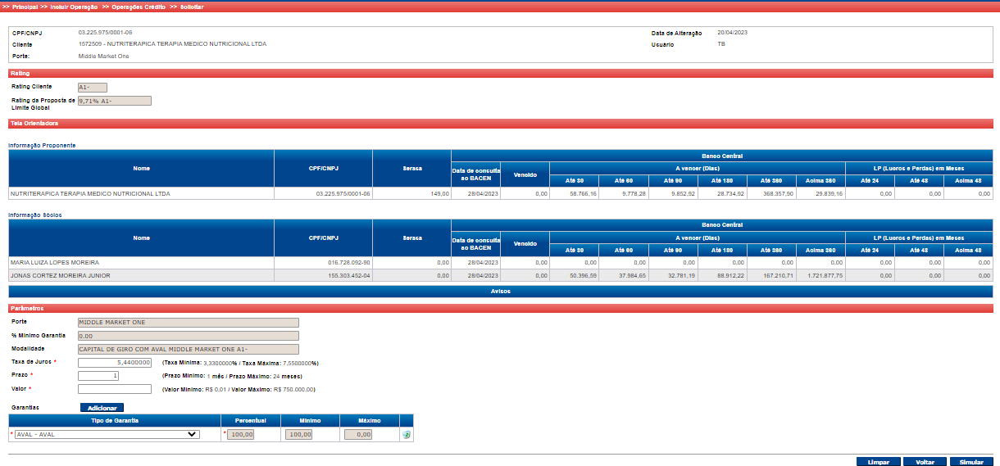 >> Principal >> Incluir Operação >> Operações Crédito >> Solicitar
CPF/CNPJ 03.225.975/0001-06 Data de Alteração 20/04/2023
Cliente 1572509 - NUTRITERAPICA TERAPIA MEDICO NUTRICIONAL LTDA Usuário TB
Porte: Middle Market One
Rating
Rating Cliente A1-
Rating da Proposta de Limite Global 9,71% A1-
Tela Orientadora
Informação Proponente
Banco Central
Nome CPF/CNPJ Serasa Data de consulta ao BACEN Vencido A vencer (Dias) LP (Lucros e Perdas) em Meses
Até 30 Até 60 Até 90 Até 180 Até 360 Acima 360 Até 24 Até 48 Acima 48
NUTRITERAPICA TERAPIA MEDICO NUTRICIONAL LTDA 03.225.975/0001-06 149,00 28/04/2023 0,00 58.766,16 9.778,28 9.852,92 28.734,92 368.357,90 29.839,16 0,00 0,00 0,00
Informação Sócios
Banco Central
Nome CPF/CNPJ Serasa Data de consulta ao BACEN Vencido A vencer (Dias) LP (Lucros e Perdas) em Meses
Até 30 Até 60 Até 90 Até 180 Até 360 Acima 360 Até 24 Até 48 Acima 48
MARIA LUIZA LOPES MOREIRA 016.728.092-90 0,00 28/04/2023 0,00 0,00 0,00 0,00 0,00 0,00 0,00 0,00 0,00 0,00
JONAS CORTEZ MOREIRA JUNIOR 155.303.452-04 0,00 28/04/2023 0,00 50.396,59 37.984,65 32.781,19 88.912,22 167.210,71 1.721.877,75 0,00 0,00 0,00
Avisos
Parâmetros
Porte MIDDLE MARKET ONE
% Mínimo Garantia 0.00
Modalidade CAPITAL DE GIRO COM AVAL MIDDLE MARKET ONE A1-
Taxa de Juros * 5,4400000 (Taxa Mínima: 3,3300000% / Taxa Máxima: 7,5500000%)
Prazo * 1 (Prazo Mínimo: 1 mês / Prazo Máximo: 24 meses)
Valor * (Valor Mínimo: R$ 0,01 / Valor Máximo: R$ 750.000,00)
Garantias Adicionar
Tipo de Garantia Percentual Mínimo Máximo
* AVAL - AVAL * 100,00 100,00 0,00
Limpar Voltar Simular